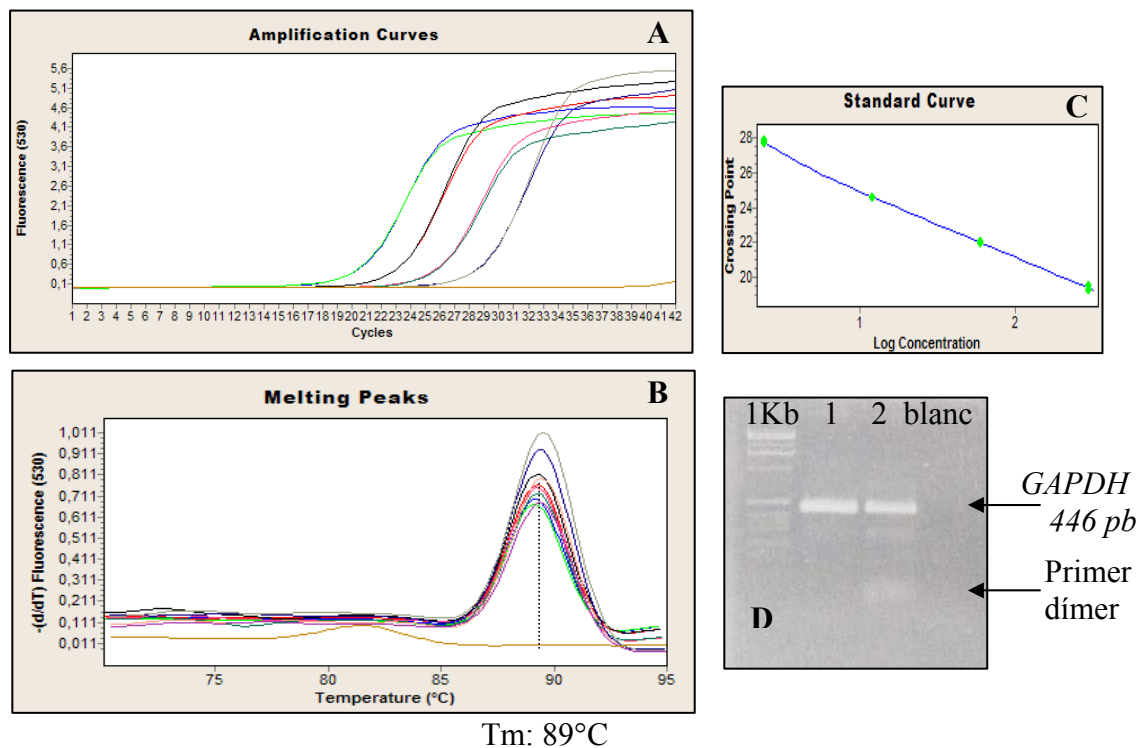 Amplification Curves
A
Fluorescence (530)
5,6
5,1
4,6
4,1
3,6
3,1
2,6
2,1
1,6
1,1
0,6
0,1
1 2 3 4 5 6 7 8 9 10 11 12 13 14 15 16 17 18 19 20 21 22 23 24 25 26 27 28 29 30 31 32 33 34 35 36 37 38 39 40 41 42
Cycles
Standard Curve
C
Crossing Point
28
26
24
22
20
1 2
Log Concentration
Melting Peaks
B
-(d/dT) Fluorescence (530)
1,011
0,911
0,811
0,711
0,611
0,511
0,411
0,311
0,211
0,111
0,011
75 80 85 90 95
Temperature (ºC)
Tm: 89°C
1Kb 1 2 blanc
GAPDH
446 pb
Primer
dímer
D